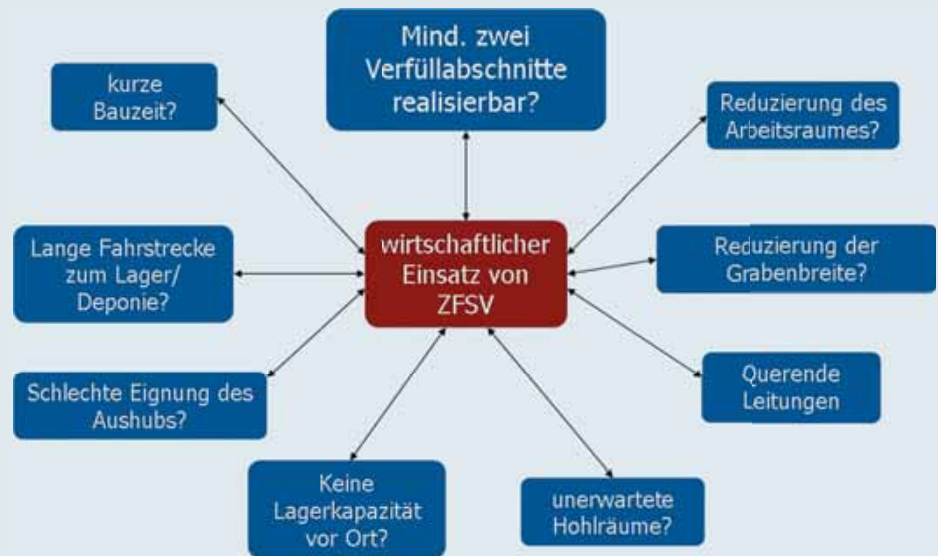 Mind. zwei
Verfüllabschnitte
realisierbar?
kurze
Bauzeit?
Reduzierung des
Arbeitsraumes?
Lange Fahrstrecke
zum Lager/
Deponie?
wirtschaftlicher
Einsatz von
ZFSV
Reduzierung der
Grabenbreite?
Schlechte Eignung des
Aushubs?
Querende
Leitungen
Keine
Lagerkapazität
vor Ort?
unerwartete
Hohlräume?